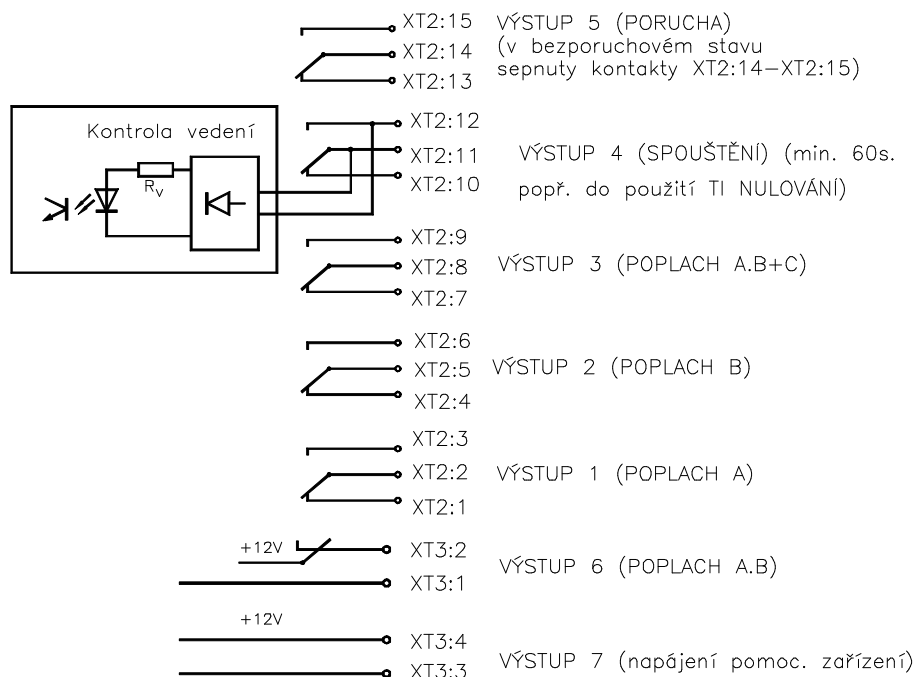 XT2:15 VÝSTUP 5 (PORUCHA)
XT2:14 (v bezporuchovém stavu
sepnuty kontakty XT2:14–XT2:15)
XT2:13
Kontrola vedení
RV
XT2:12
XT2:11 VÝSTUP 4 (SPOUŠTĚNÍ) (min. 60s.
XT2:10 popř. do použití TI NULOVÁNÍ)
XT2:9
XT2:8 VÝSTUP 3 (POPLACH A.B+C)
XT2:7
XT2:6
XT2:5 VÝSTUP 2 (POPLACH B)
XT2:4
XT2:3
XT2:2 VÝSTUP 1 (POPLACH A)
XT2:1
+12V XT3:2
VÝSTUP 6 (POPLACH A.B)
XT3:1
+12V
XT3:4
XT3:3 VÝSTUP 7 (napájení pomoc. zařízení)